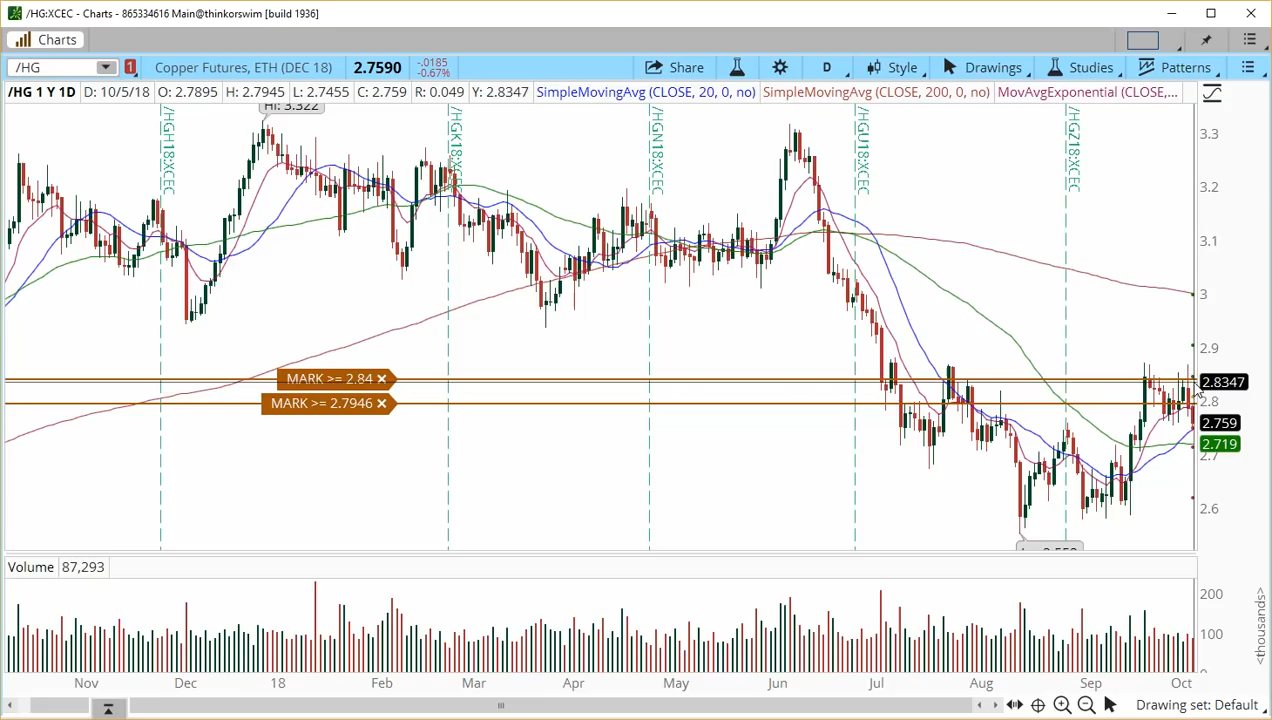 /HG:XCEC - Charts - 865334616 Main@thinkorswim [build 1936]
Charts
/HG 1 Copper Futures, ETH (DEC 18) 2.7590 -.0185 -0.67% Share D Style Drawings Studies Patterns
/HG 1 Y 1D D: 10/5/18 O: 2.7895 H: 2.7945 L: 2.7455 C: 2.759 R: 0.049 Y: 2.8347 SimpleMovingAvg (CLOSE, 20, 0, no) SimpleMovingAvg (CLOSE, 200, 0, no) MovAvgExponential (CLOSE,...
Hi: 3.322
/HGH18:XCEC
/HGK18:XCEC
/HGN18:XCEC
/HGU18:XCEC
/HGZ18:XCEC
3.3
3.2
3.1
3
2.9
MARK >= 2.84 ×
2.8347
2.8
MARK >= 2.7946 ×
2.759
2.719
2.7
2.6
Volume 87,293
200
100
0
<thousands>
Nov Dec 18 Feb Mar Apr May Jun Jul Aug Sep Oct
Drawing set: Default